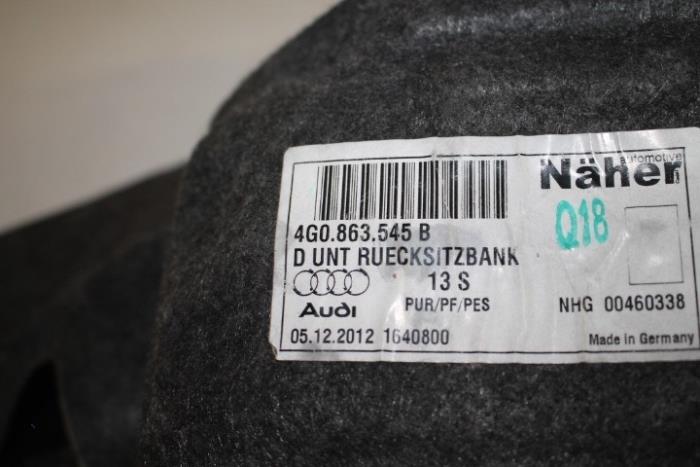 automotive
Näher
Q18
4G0.863.545 B
D UNT RUECKSITZBANK
13 S
Audi
PUR/PF/PES
NHG 00460338
05.12.2012 1640800
Made in Germany